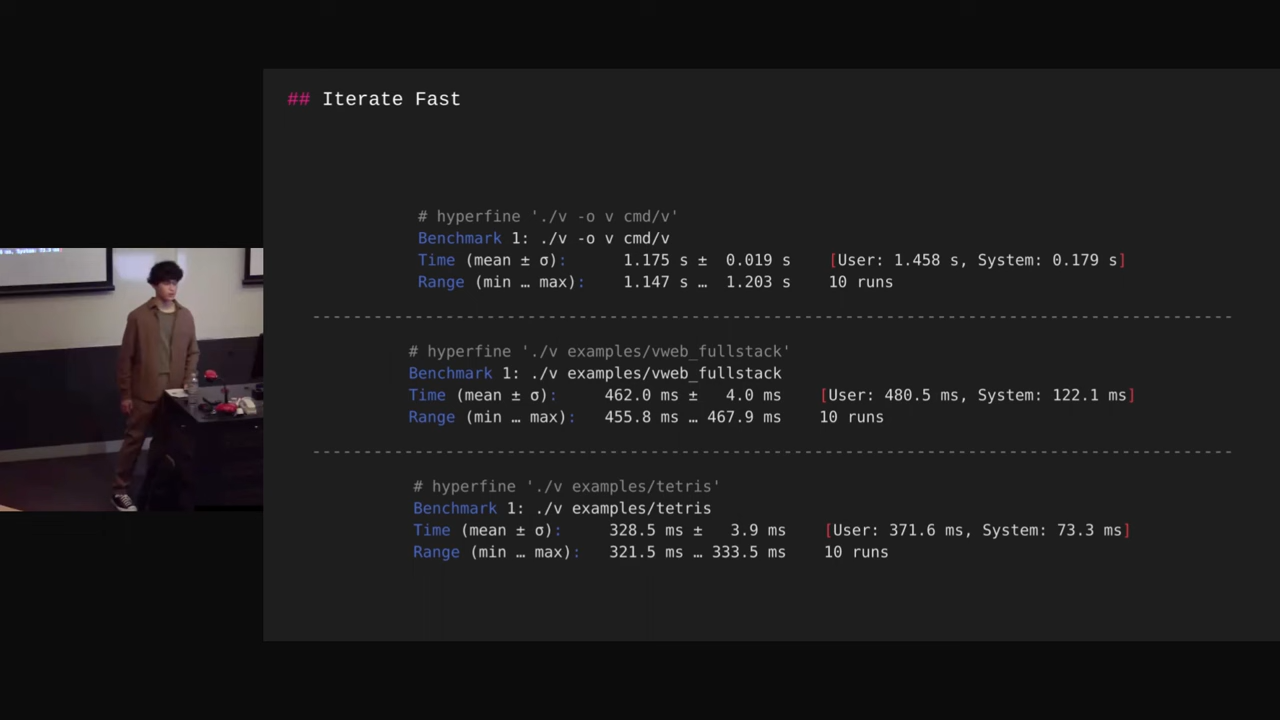 ## Iterate Fast
# hyperfine './v -o v cmd/v'
Benchmark 1: ./v -o v cmd/v
Time (mean ± σ): 1.175 s ± 0.019 s [User: 1.458 s, System: 0.179 s]
Range (min … max): 1.147 s … 1.203 s 10 runs
# hyperfine './v examples/vweb_fullstack'
Benchmark 1: ./v examples/vweb_fullstack
Time (mean ± σ): 462.0 ms ± 4.0 ms [User: 480.5 ms, System: 122.1 ms]
Range (min … max): 455.8 ms … 467.9 ms 10 runs
# hyperfine './v examples/tetris'
Benchmark 1: ./v examples/tetris
Time (mean ± σ): 328.5 ms ± 3.9 ms [User: 371.6 ms, System: 73.3 ms]
Range (min … max): 321.5 ms … 333.5 ms 10 runs